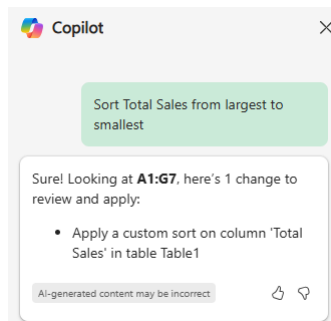 Copilot
Sort Total Sales from largest to
smallest
Sure! Looking at A1:G7, here's 1 change to
review and apply:
• Apply a custom sort on column 'Total
Sales' in table Table1
AI-generated content may be incorrect